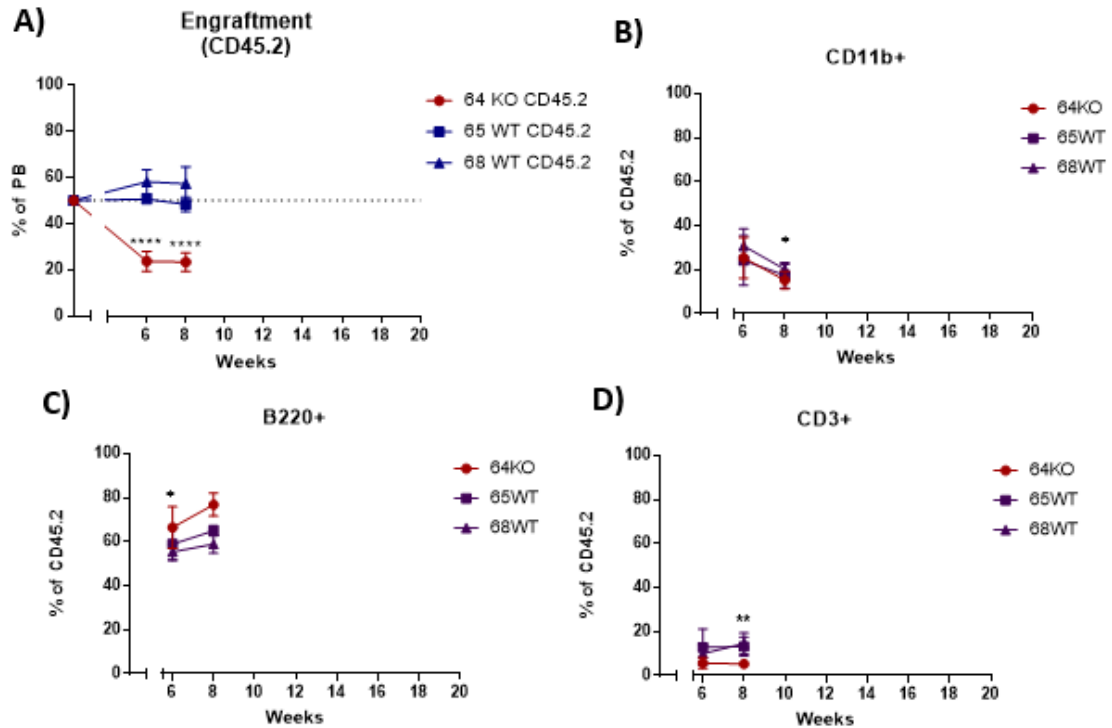 A)
Engraftment
(CD45.2)
100
80
60
40
20
0
% of PB
**** ****
6 8 10 12 14 16 18 20
Weeks
64 KO CD45.2
65 WT CD45.2
68 WT CD45.2
B)
CD11b+
100
80
60
40
20
0
% of CD45.2
*
6 8 10 12 14 16 18 20
Weeks
64KO
65WT
68WT
C)
B220+
100
80
60
40
20
0
% of CD45.2
*
6 8 10 12 14 16 18 20
Weeks
64KO
65WT
68WT
D)
CD3+
100
80
60
40
20
0
% of CD45.2
**
6 8 10 12 14 16 18 20
Weeks
64KO
65WT
68WT